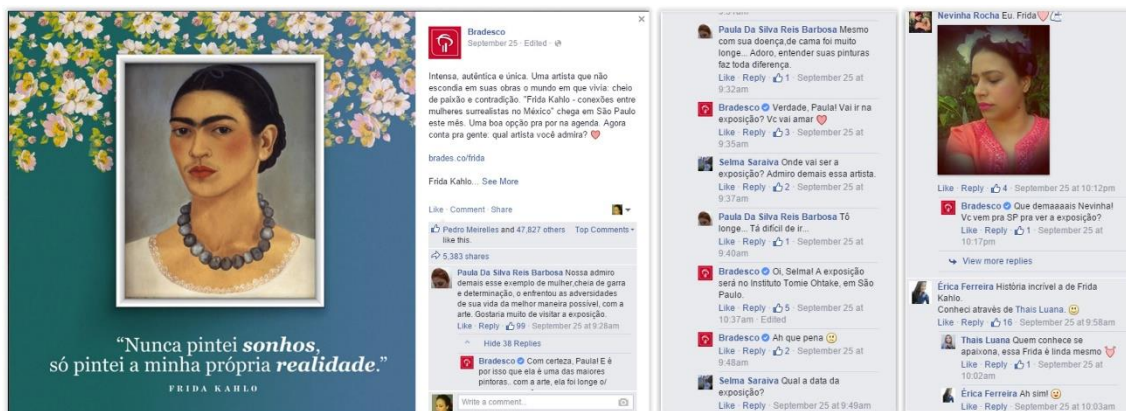 “Nunca pintei sonhos,
só pintei a minha própria realidade.”
FRIDA KAHLO
Bradesco
September 25 · Edited ·
Intensa, autêntica e única. Uma artista que não
escondia em suas obras o mundo em que vivia: cheio
de paixão e contradição. "Frida Kahlo - conexões entre
mulheres surrealistas no México" chega em São Paulo
este mês. Uma boa opção pra por na agenda. Agora
conta pra gente: qual artista você admira?
brades.co/frida
Frida Kahlo... See More
Like · Comment · Share
Pedro Meirelles and 47,827 others Top Comments
like this.
5,383 shares
Paula Da Silva Reis Barbosa Nossa admiro
demais esse exemplo de mulher,cheia de garra
e determinação, o enfrentou as adversidades
de sua vida da melhor maneira possível, com a
arte. Gostaria muito de visitar a exposição.
Like · Reply · 99 · September 25 at 9:28am
Hide 38 Replies
Bradesco Com certeza, Paula! E é
por isso que ela é uma das maiores
pintoras.. com a arte, ela foi longe o/
Write a comment...
Paula Da Silva Reis Barbosa Mesmo
com sua doença,de cama foi muito
longe... Adoro, entender suas pinturas
faz toda diferença.
Like · Reply · 1 · September 25 at
9:32am
Bradesco Verdade, Paula! Vai ir na
exposição? Vc vai amar
Like · Reply · 3 · September 25 at
9:35am
Selma Saraiva Onde vai ser a
exposição? Admiro demais essa artista.
Like · Reply · 2 · September 25 at
9:37am
Paula Da Silva Reis Barbosa Tô
longe... Tá difícil de ir...
Like · Reply · 1 · September 25 at
9:40am
Bradesco Oi, Selma! A exposição
será no Instituto Tomie Ohtake, em São
Paulo.
Like · Reply · 5 · September 25 at
10:37am · Edited
Bradesco Ah que pena
Like · Reply · 2 · September 25 at
9:48am
Selma Saraiva Qual a data da
exposição?
Like · Reply · September 25 at 9:49am
Nevinha Rocha Eu. Frida
Like · Reply · 4 · September 25 at 10:12pm
Bradesco Que demaaaais Nevinha!
Vc vem pra SP pra ver a exposição?
Like · Reply · 1 · September 25 at
10:17pm
View more replies
Érica Ferreira História incrível a de Frida
Kahlo.
Conheci através de Thais Luana.
Like · Reply · 16 · September 25 at 9:58am
Thais Luana Quem conhece se
apaixona, essa Frida é linda mesmo
Like · Reply · 1 · September 25 at
10:02am
Érica Ferreira Ah sim!
Like · Reply · 1 · September 25 at 10:03am